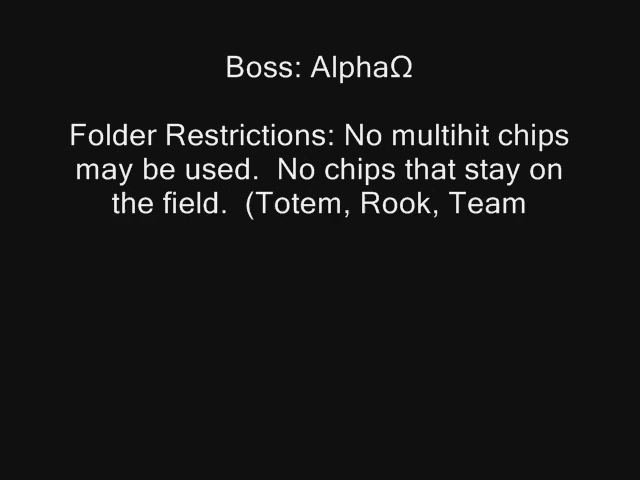 Boss: AlphaΩ
Folder Restrictions: No multihit chips
may be used.  No chips that stay on
the field.  (Totem, Rook, Team